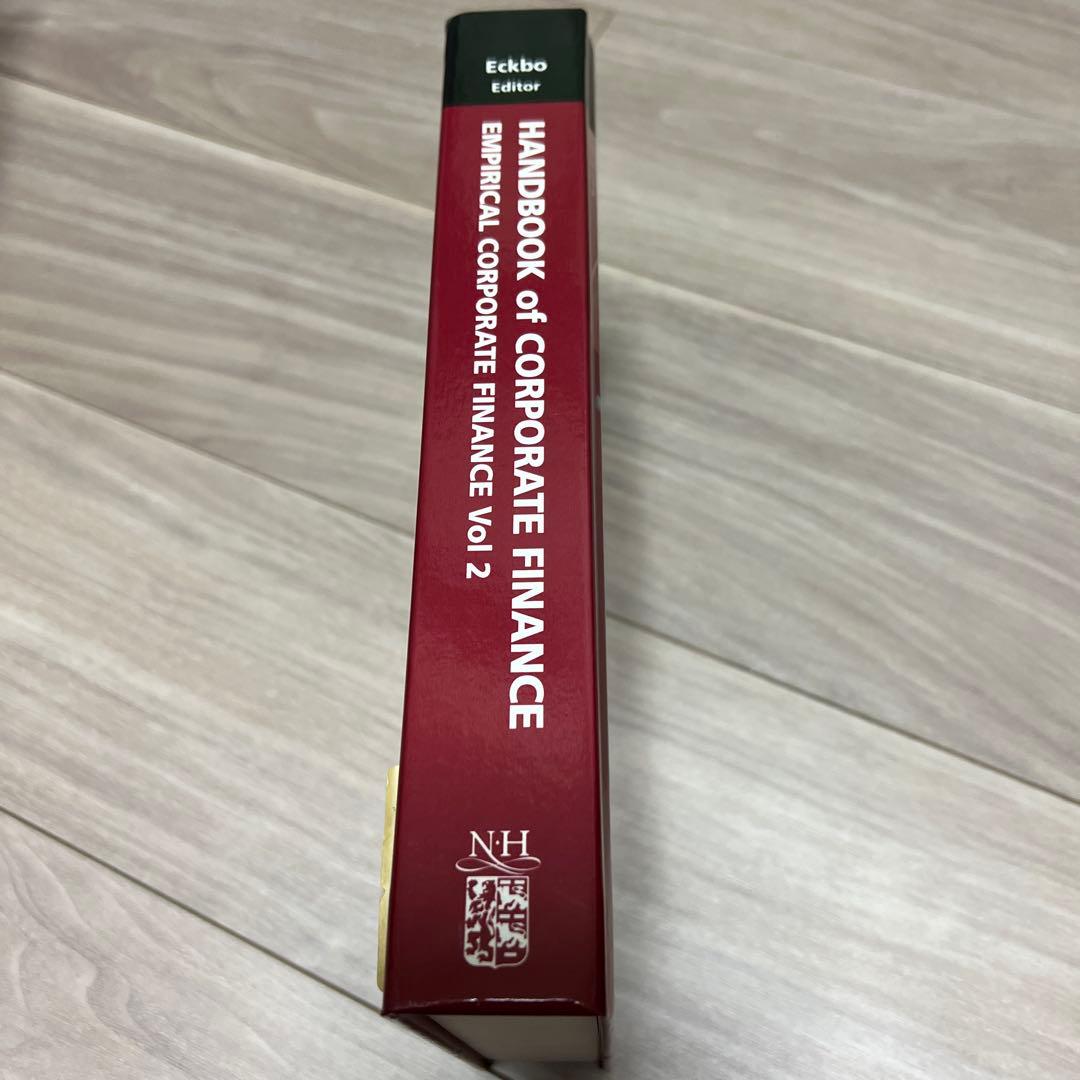 Eckbo
Editor
HANDBOOK of CORPORATE FINANCE
EMPIRICAL CORPORATE FINANCE Vol 2
N·H